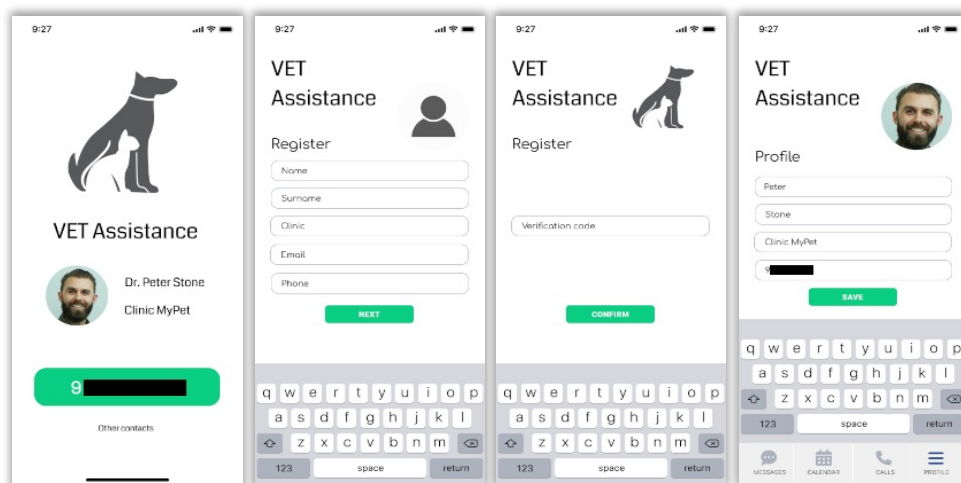 9:27
VET Assistance
Dr. Peter Stone
Clinic MyPet
9
Other contacts
9:27
VET
Assistance
Register
Name
Surname
Clinic
Email
Phone
NEXT
q w e r t y u i o p
a s d f g h j k l
z x c v b n m
123 space return
9:27
VET
Assistance
Register
Verification code
CONFIRM
q w e r t y u i o p
a s d f g h j k l
z x c v b n m
123 space return
9:27
VET
Assistance
Profile
Peter
Stone
Clinic MyPet
9
SAVE
q w e r t y u i o p
a s d f g h j k l
z x c v b n m
123 space return
MESSAGES CALENDAR CALLS PROFILE